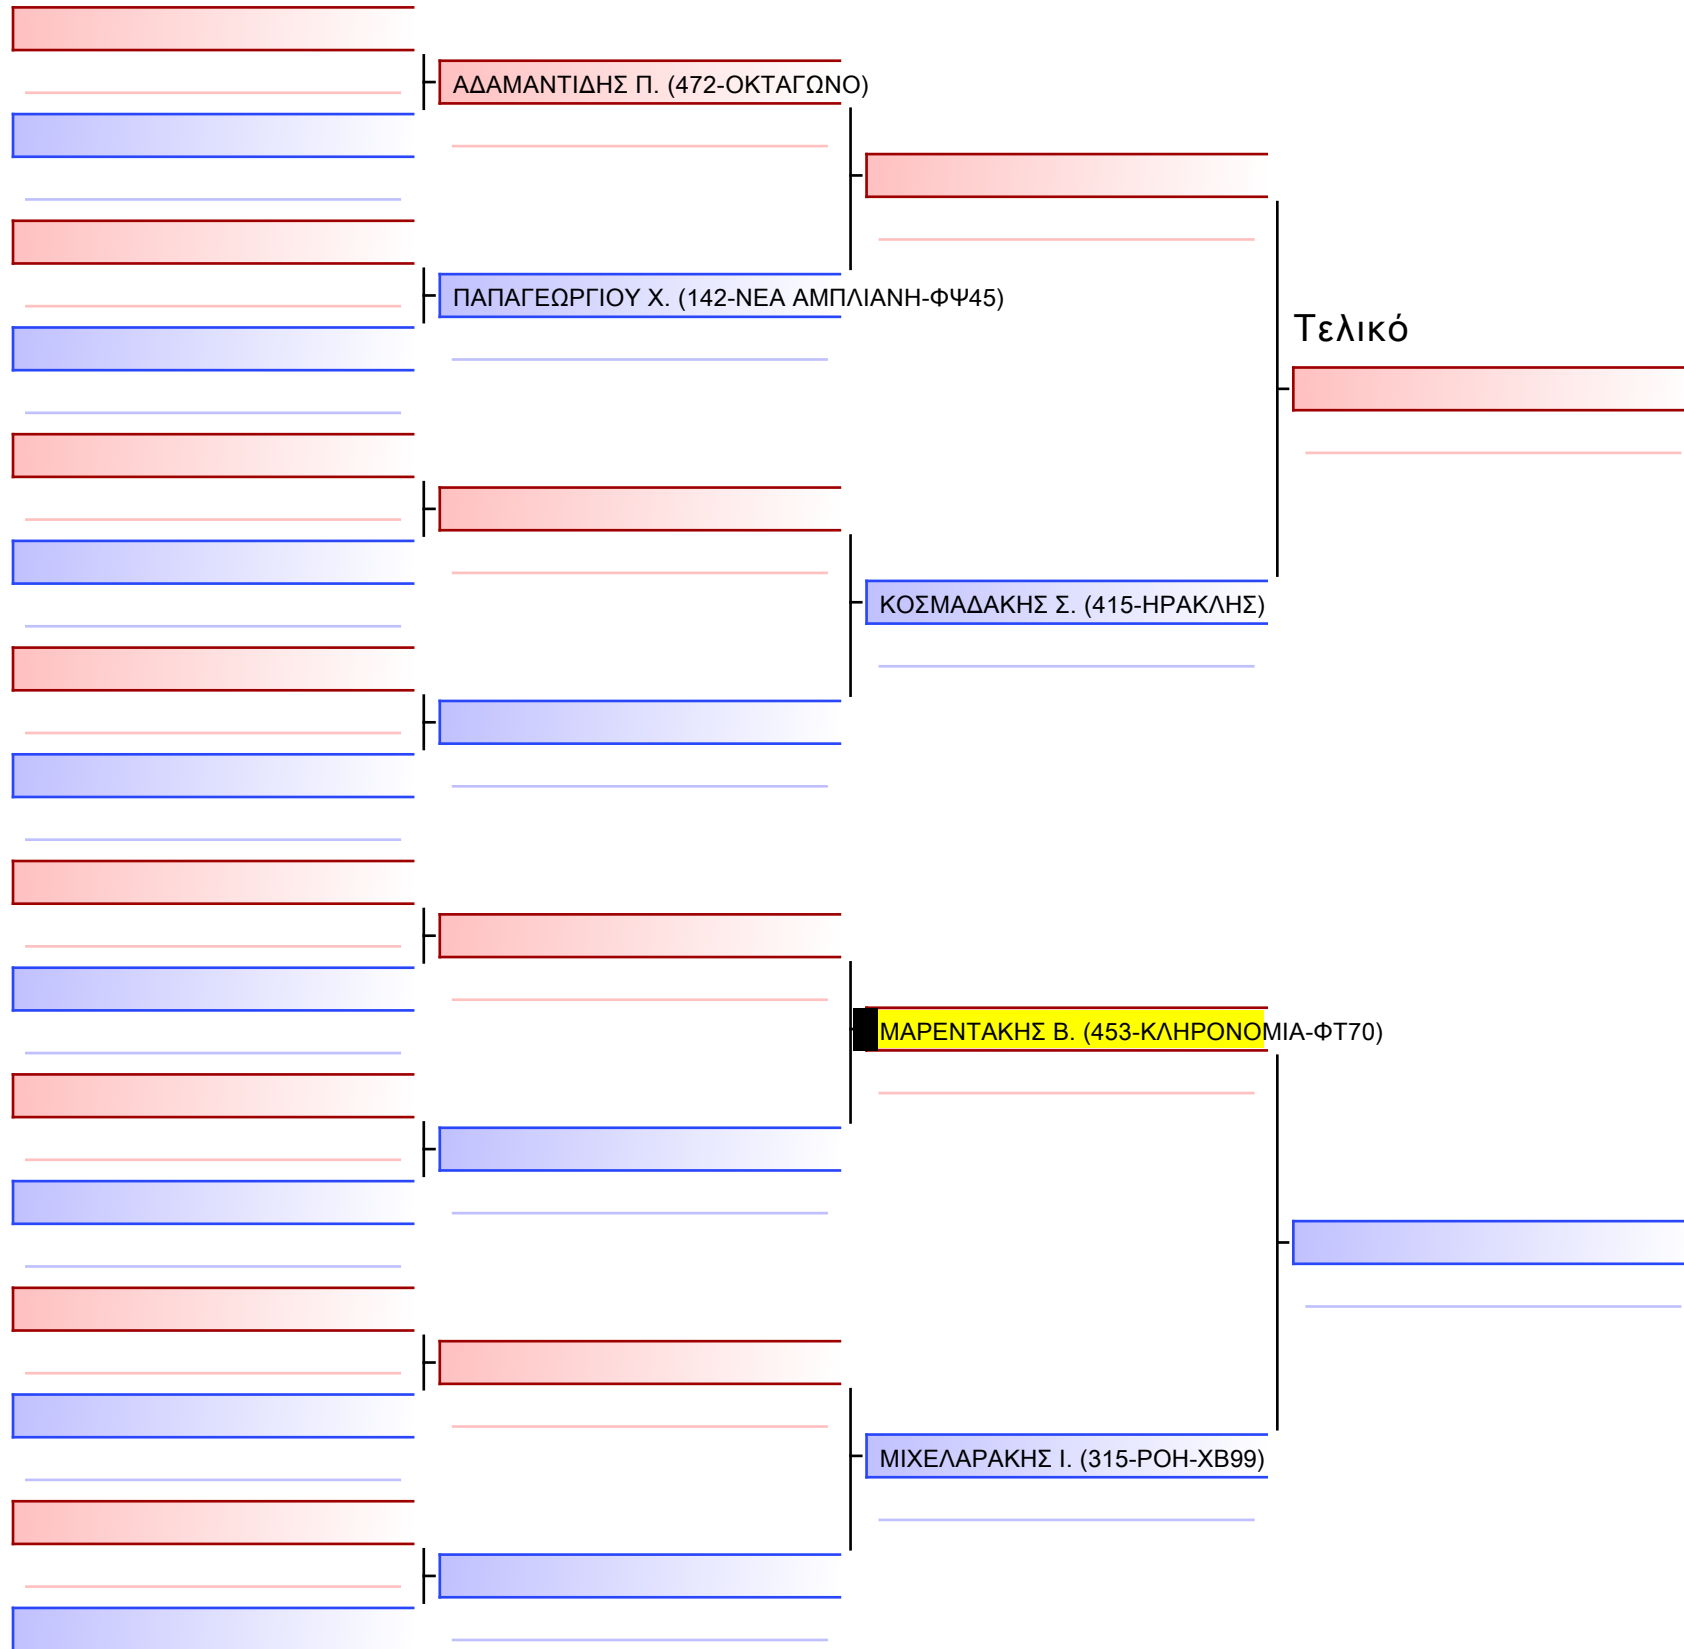 ΑΔΑΜΑΝΤΙΔΗΣ Π. (472-ΟΚΤΑΓΩΝΟ)
ΠΑΠΑΓΕΩΡΓΙΟΥ Χ. (142-ΝΕΑ ΑΜΠΛΙΑΝΗ-ΦΨ45)
Τελικό
ΚΟΣΜΑΔΑΚΗΣ Σ. (415-ΗΡΑΚΛΗΣ)
ΜΑΡΕΝΤΑΚΗΣ Β. (453-ΚΛΗΡΟΝΟΜΙΑ-ΦΤ70)
ΜΙΧΕΛΑΡΑΚΗΣ Ι. (315-ΡΟΗ-ΧΒ99)